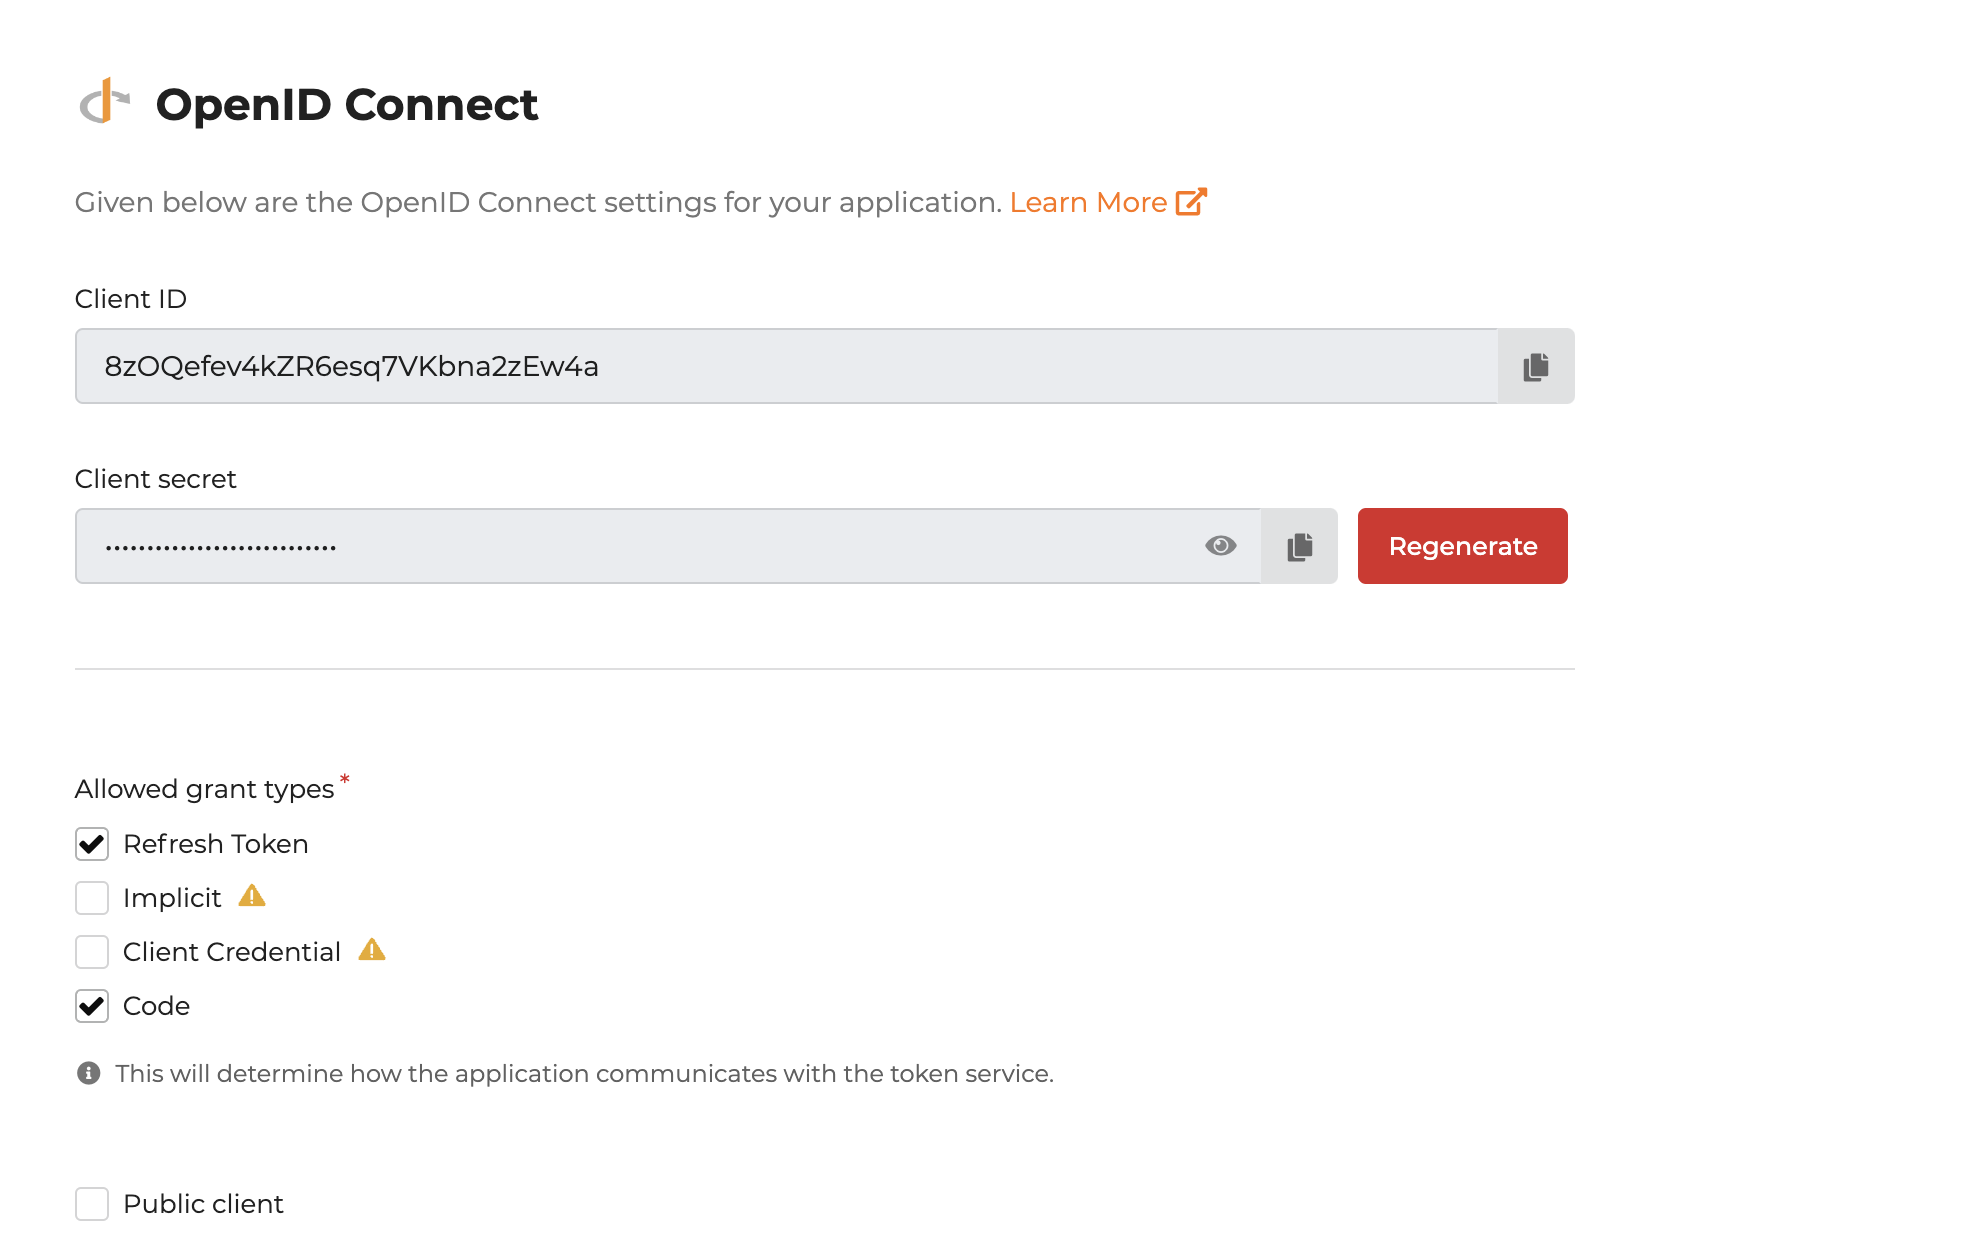 OpenID Connect
Given below are the OpenID Connect settings for your application. Learn More
Client ID
8zOQefev4kZR6esq7VKbna2zEw4a
Client secret
••••••••••••••••••••••••••••
Regenerate
Allowed grant types *
Refresh Token
Implicit
Client Credential
Code
This will determine how the application communicates with the token service.
Public client